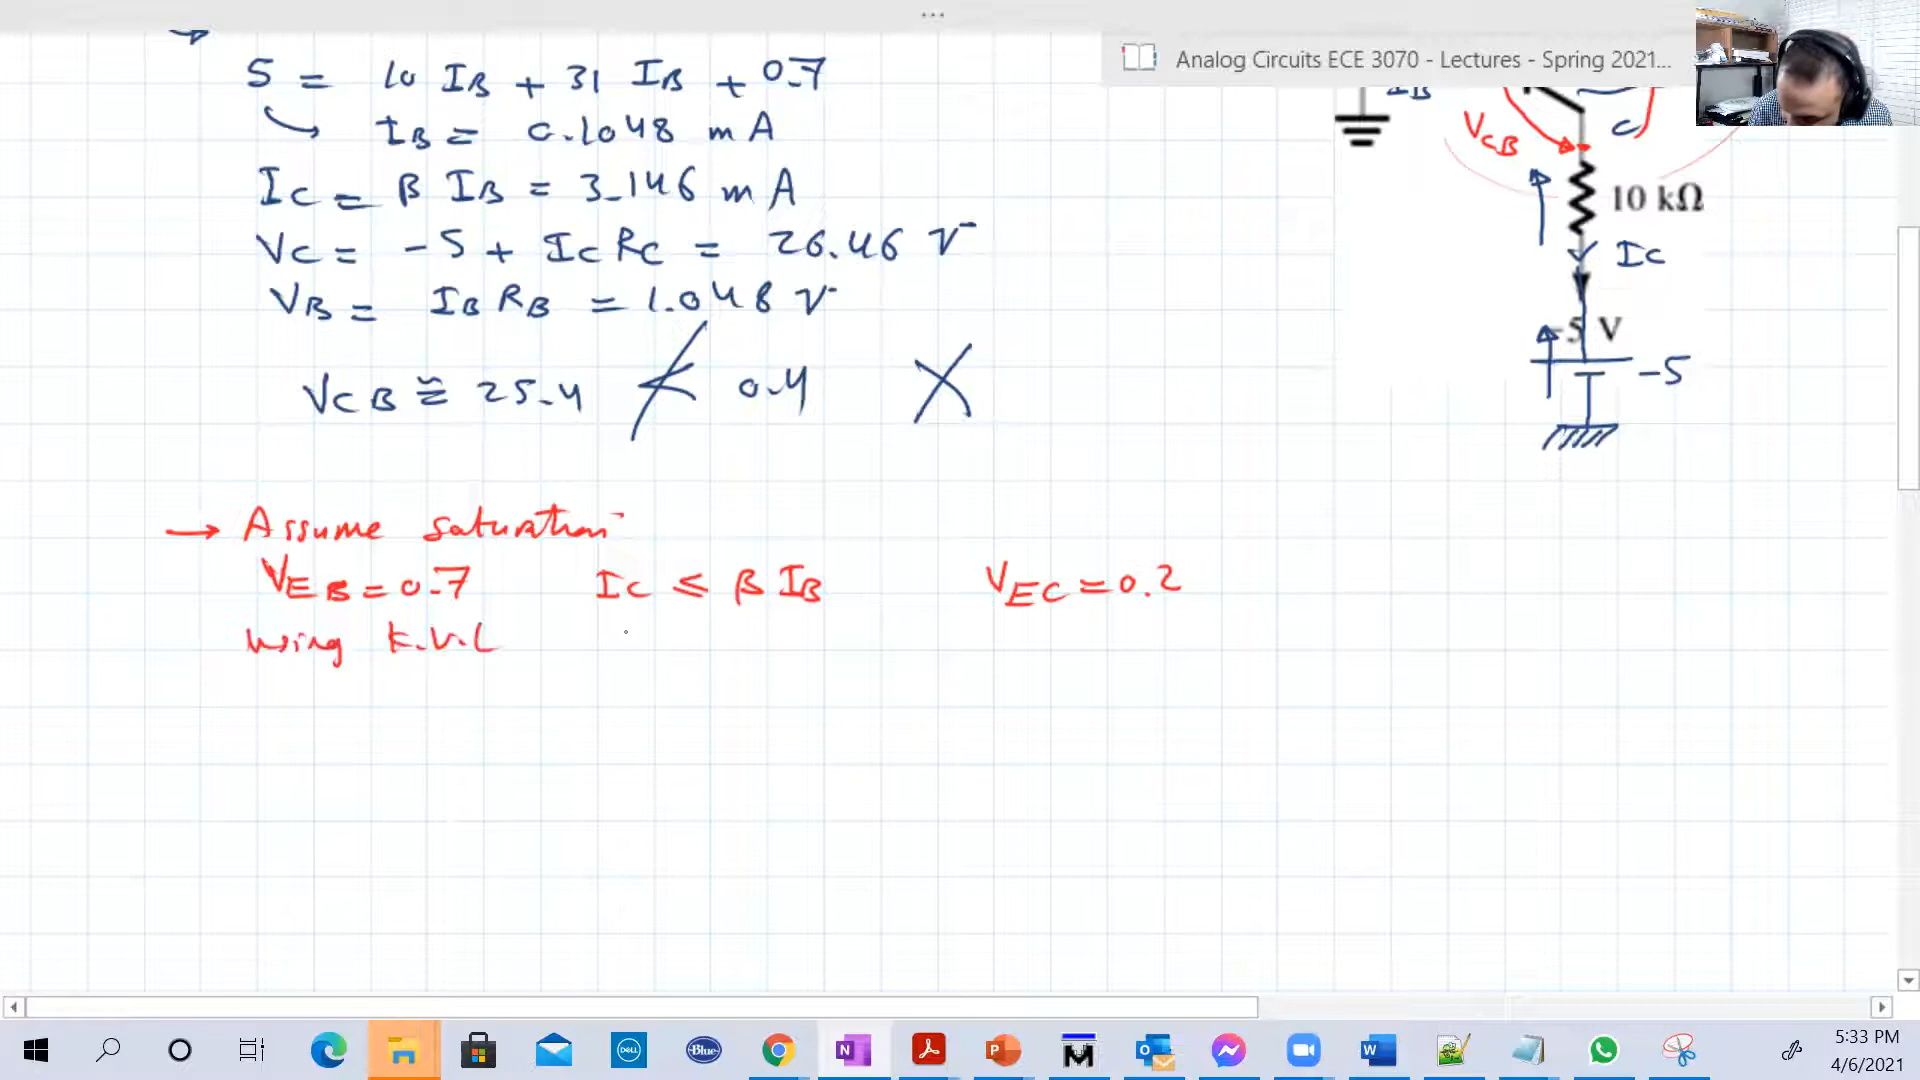 ...
Analog Circuits ECE 3070 - Lectures - Spring 2021...
5 = 10 IB + 31 IB + 0.7
IB = 0.1048 mA
IC = β IB = 3.146 mA
VC = -5 + IC RC = 26.46 V
VB = IB RB = 1.048 V
VCB ≅ 25.4 < 0.4 X
IB
VCB
C
10 kΩ
IC
-5 V
-5
→ Assume saturation
VEB = 0.7 IC ≤ β IB VEC = 0.2
using K.V.L
DELL
Blue
N
P
W
5:33 PM
4/6/2021